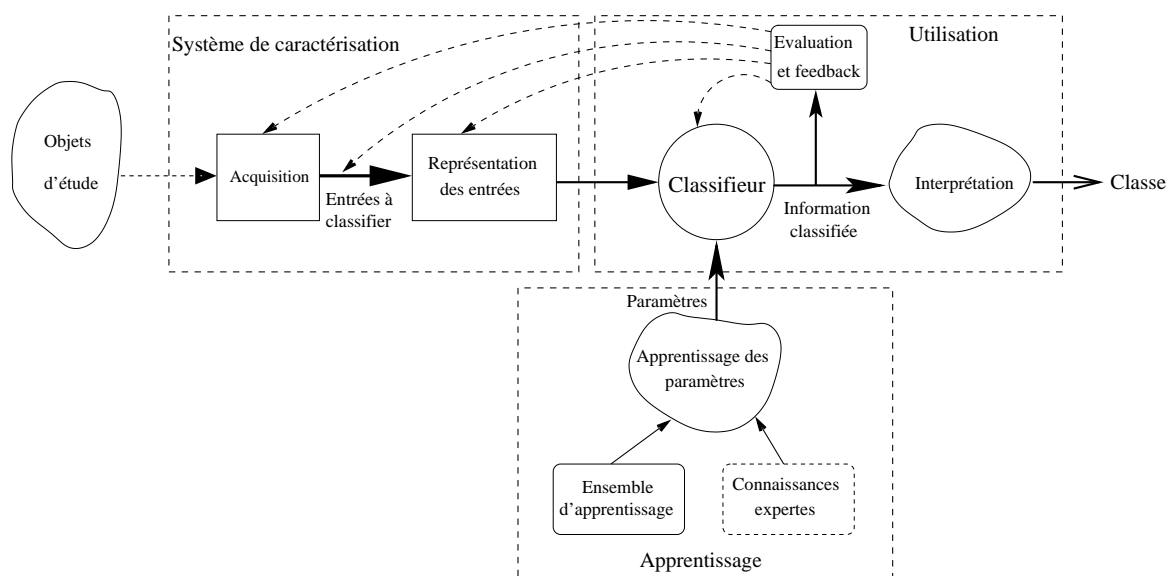 Système de caractérisation
Evaluation
et feedback
Utilisation
Objets
d'étude
Acquisition
Entrées à
classifier
Représentation
des entrées
Classifieur
Information
classifiée
Interprétation
Classe
Paramètres
Apprentissage des
paramètres
Ensemble
d'apprentissage
Connaissances
expertes
Apprentissage